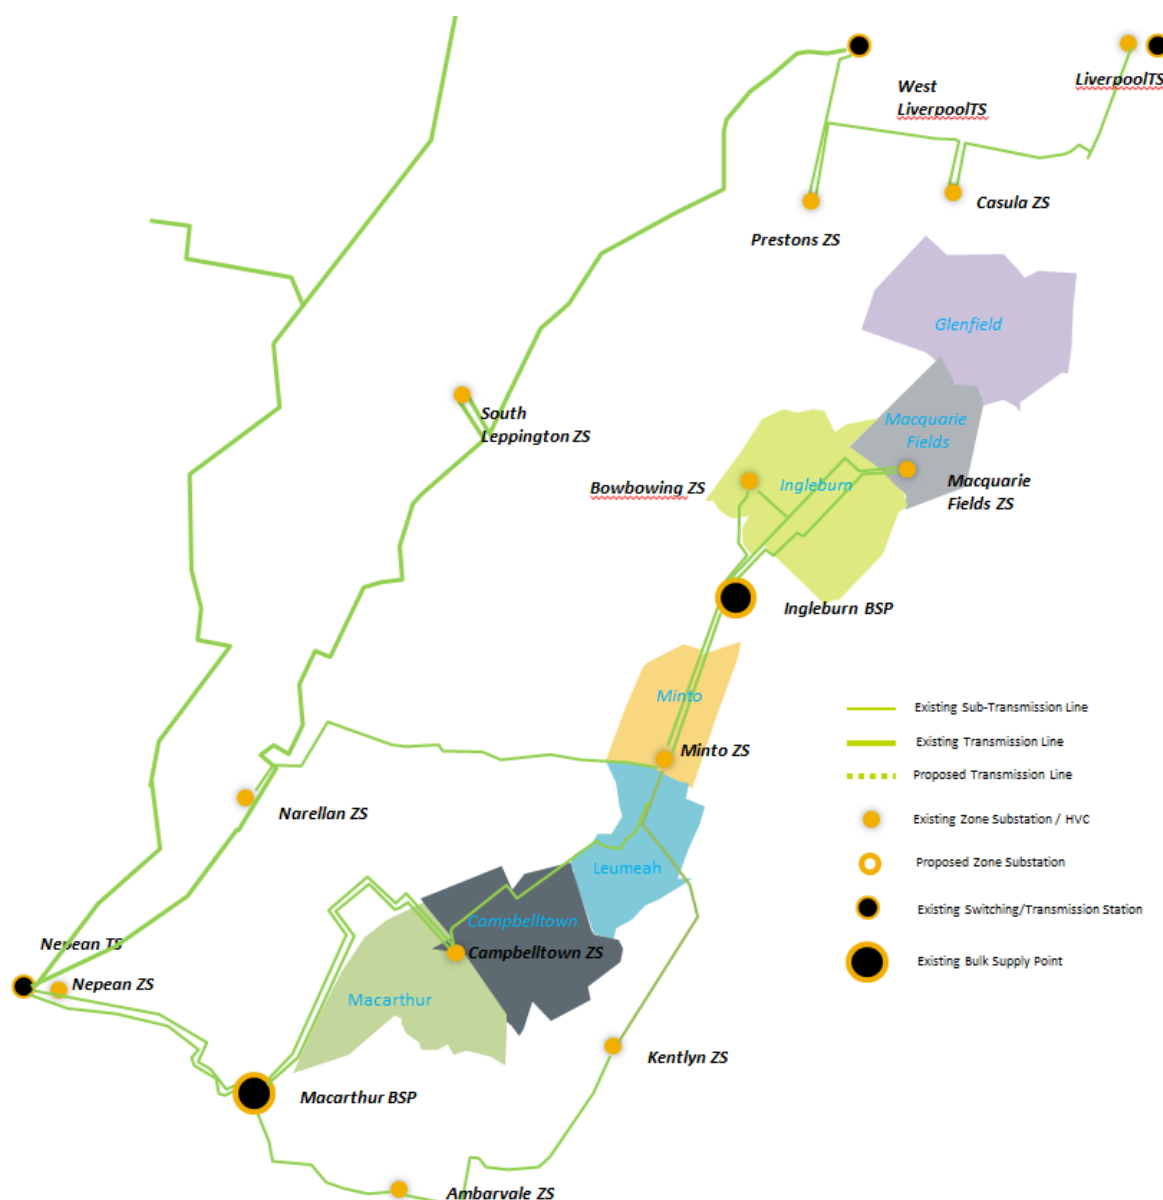 West
LiverpoolTS
LiverpoolTS
Prestons ZS
Casula ZS
Glenfield
South
Leppington ZS
Macquarie
Fields
Bowbowing ZS
Ingleburn
Macquarie
Fields ZS
Ingleburn BSP
Minto
Minto ZS
Narellan ZS
Leumeah
Campbelltown
Campbelltown ZS
Nepean TS
Nepean ZS
Macarthur
Kentlyn ZS
Macarthur BSP
Ambarvale ZS
Existing Sub-Transmission Line
Existing Transmission Line
Proposed Transmission Line
Existing Zone Substation / HVC
Proposed Zone Substation
Existing Switching/Transmission Station
Existing Bulk Supply Point